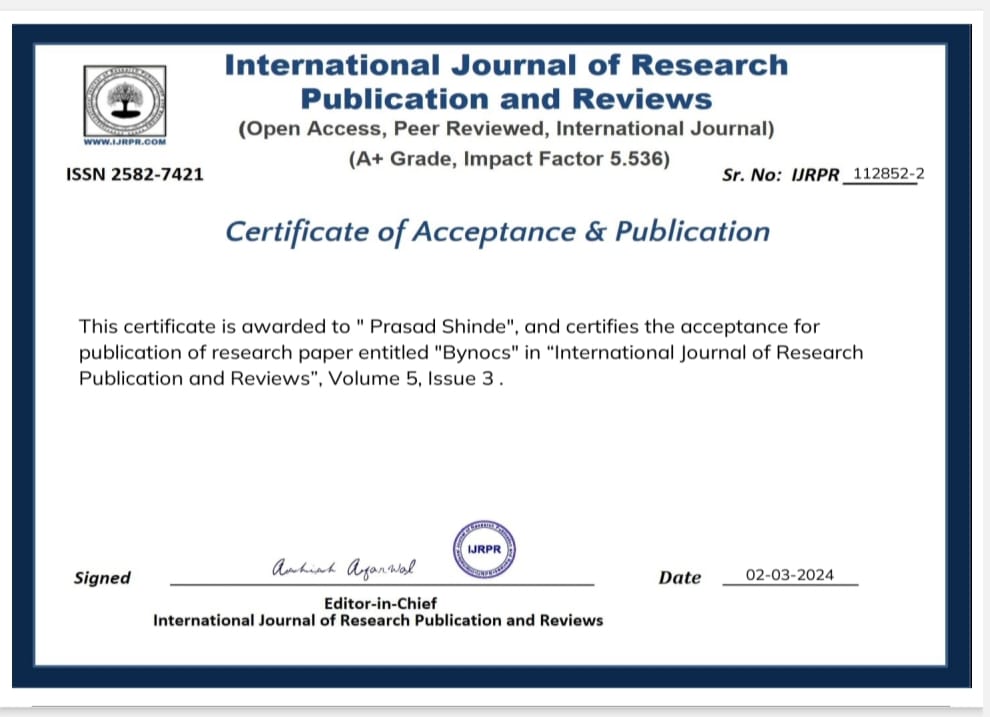 International Journal of Research
Publication and Reviews
(Open Access, Peer Reviewed, International Journal)
(A+ Grade, Impact Factor 5.536)
WWW.IJRPR.COM
ISSN 2582-7421
Sr. No: IJRPR 112852-2
Certificate of Acceptance & Publication
This certificate is awarded to " Prasad Shinde", and certifies the acceptance for
publication of research paper entitled "Bynocs" in “International Journal of Research
Publication and Reviews”, Volume 5, Issue 3 .
IJRPR
Signed
Agarwal
Date 02-03-2024
Editor-in-Chief
International Journal of Research Publication and Reviews